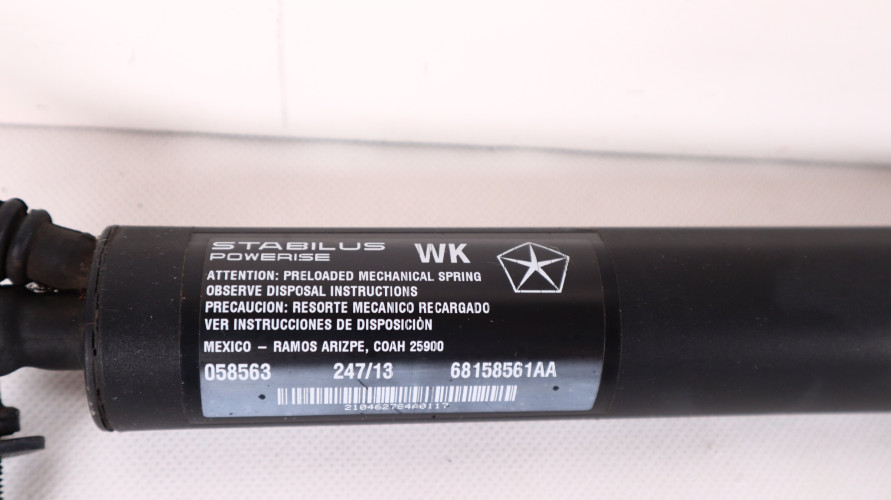 STABILUS WK
POWERISE
ATTENTION: PRELOADED MECHANICAL SPRING
OBSERVE DISPOSAL INSTRUCTIONS
PRECAUCION: RESORTE MECANICO RECARGADO
VER INSTRUCCIONES DE DISPOSICIÓN
MEXICO – RAMOS ARIZPE, COAH 25900
058563 247/13 68158561AA
210462764A0117